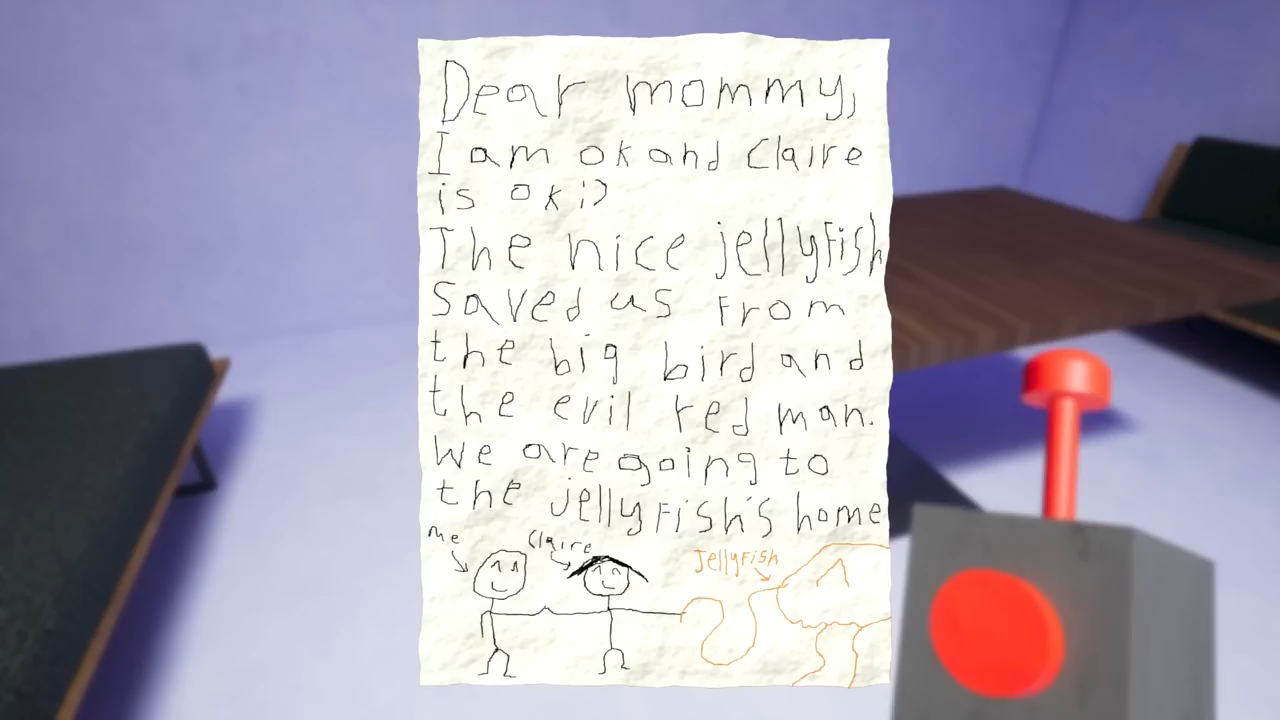 Dear mommy,
I am ok and Claire
is ok :)
The nice jellyfish
saved us from
the big bird and
the evil red man.
We are going to
the jellyfish's home
me
Claire
Jellyfish